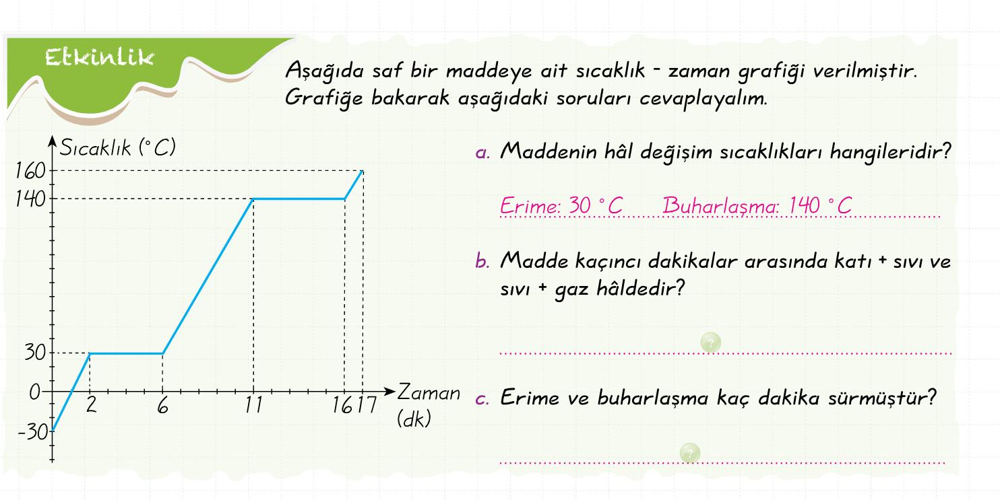 Etkinlik
Aşağıda saf bir maddeye ait sıcaklık - zaman grafiği verilmiştir.
Grafiğe bakarak aşağıdaki soruları cevaplayalım.
Sıcaklık (°C)
160
140
30
0
-30
2 6 11 16 17
Zaman
(dk)
a. Maddenin hâl değişim sıcaklıkları hangileridir?
Erime: 30 °C Buharlaşma: 140 °C
b. Madde kaçıncı dakikalar arasında katı + sıvı ve
sıvı + gaz hâldedir?
?
c. Erime ve buharlaşma kaç dakika sürmüştür?
?